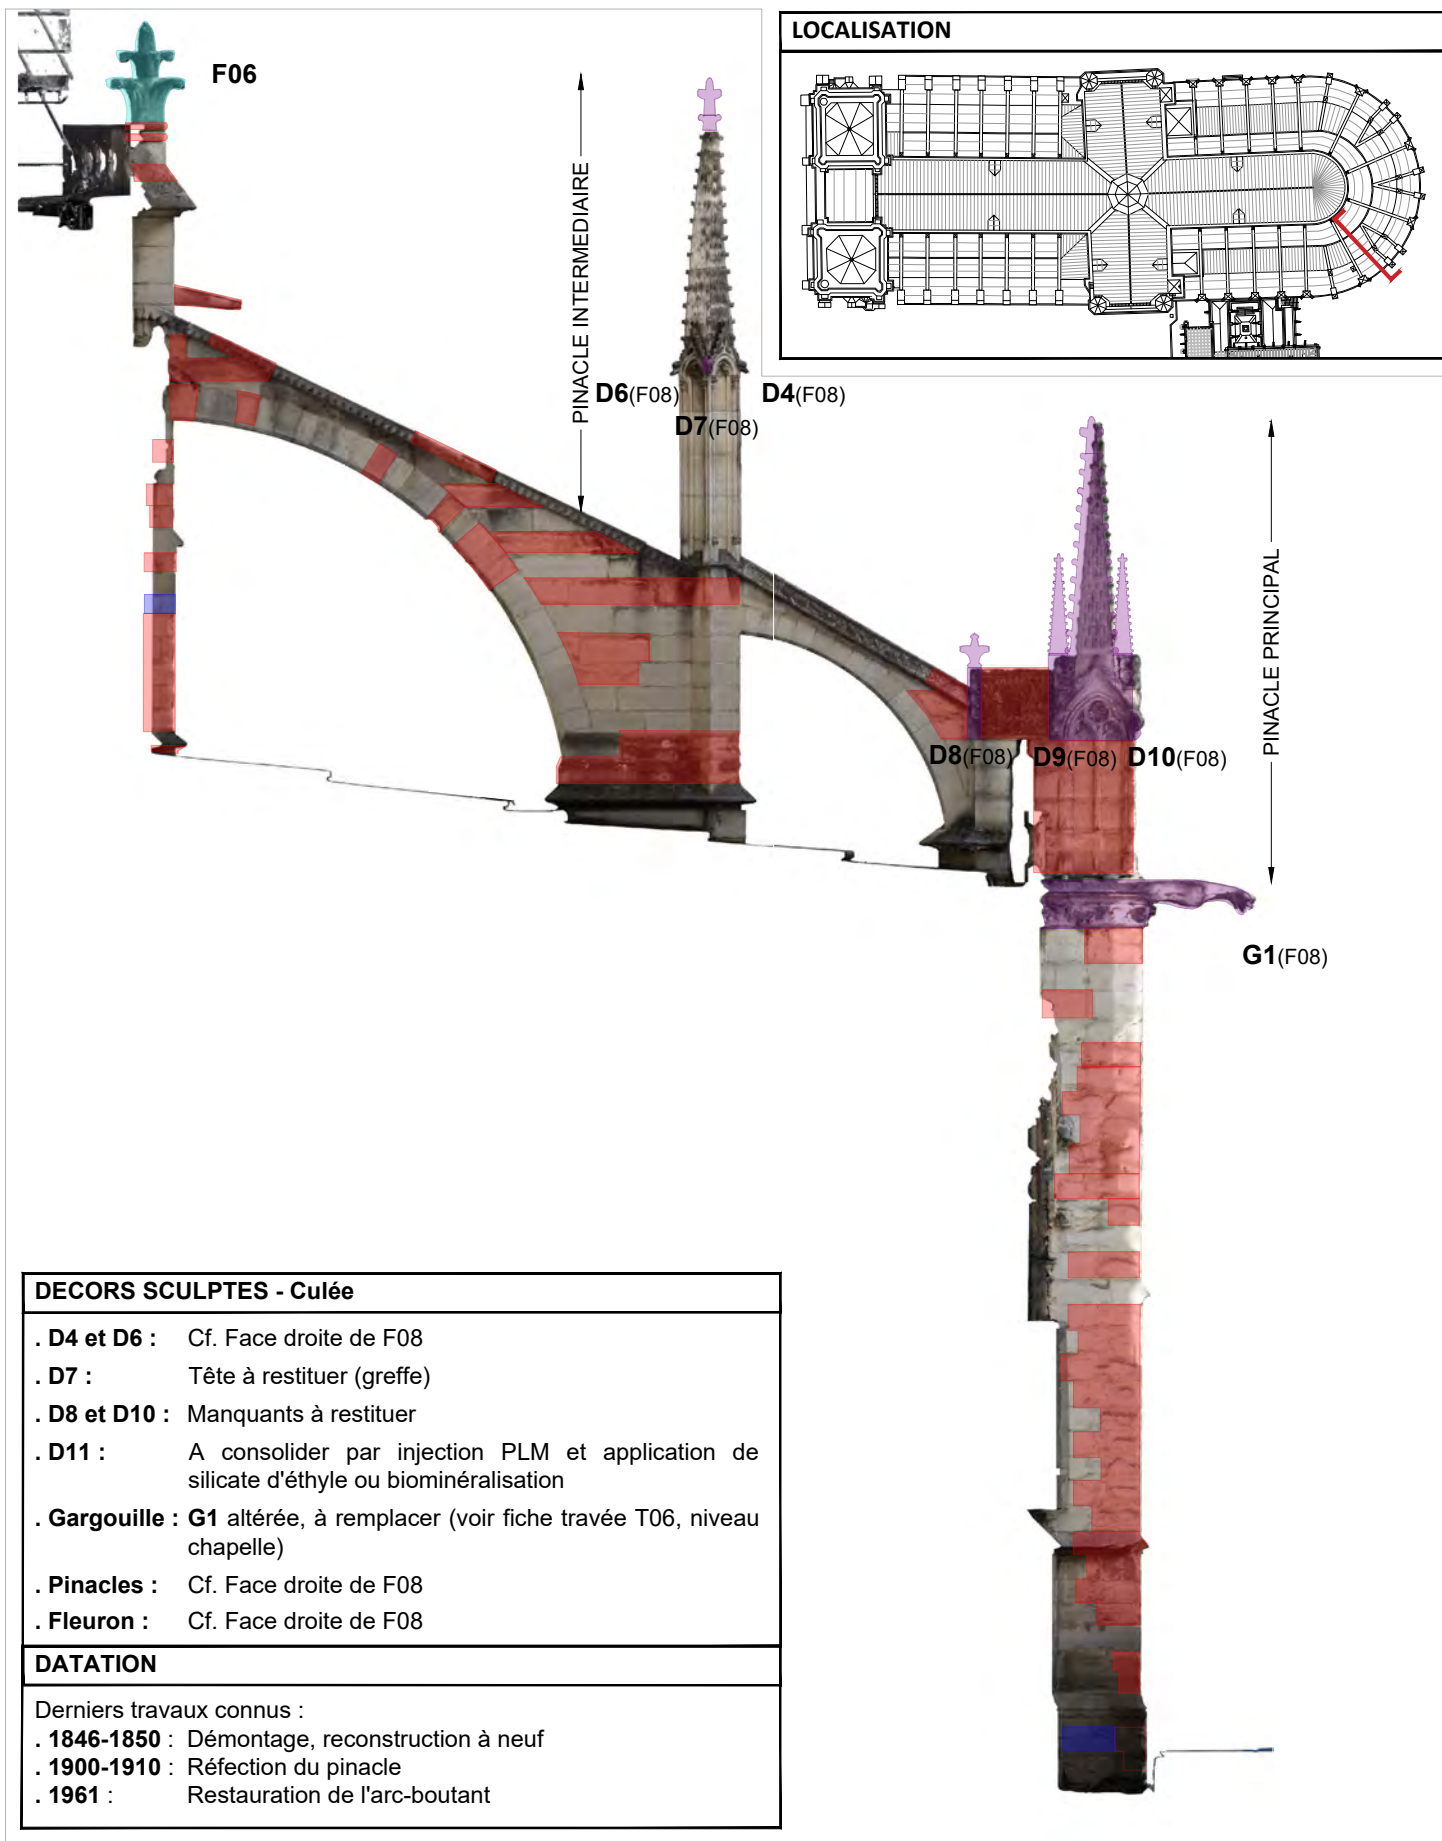 LOCALISATION
F06
PINACLE INTERMEDIAIRE
D6(F08)
D4(F08)
D7(F08)
PINACLE PRINCIPAL
D8(F08)
D9(F08)
D10(F08)
G1(F08)
DECORS SCULPTES - Culée
. D4 et D6 : Cf. Face droite de F08
. D7 : Tête à restituer (greffe)
. D8 et D10 : Manquants à restituer
. D11 : A consolider par injection PLM et application de
silicate d'éthyle ou biominéralisation
. Gargouille : G1 altérée, à remplacer (voir fiche travée T06, niveau
chapelle)
. Pinacles : Cf. Face droite de F08
. Fleuron : Cf. Face droite de F08
DATATION
Derniers travaux connus :
. 1846-1850 : Démontage, reconstruction à neuf
. 1900-1910 : Réfection du pinacle
. 1961 : Restauration de l'arc-boutant